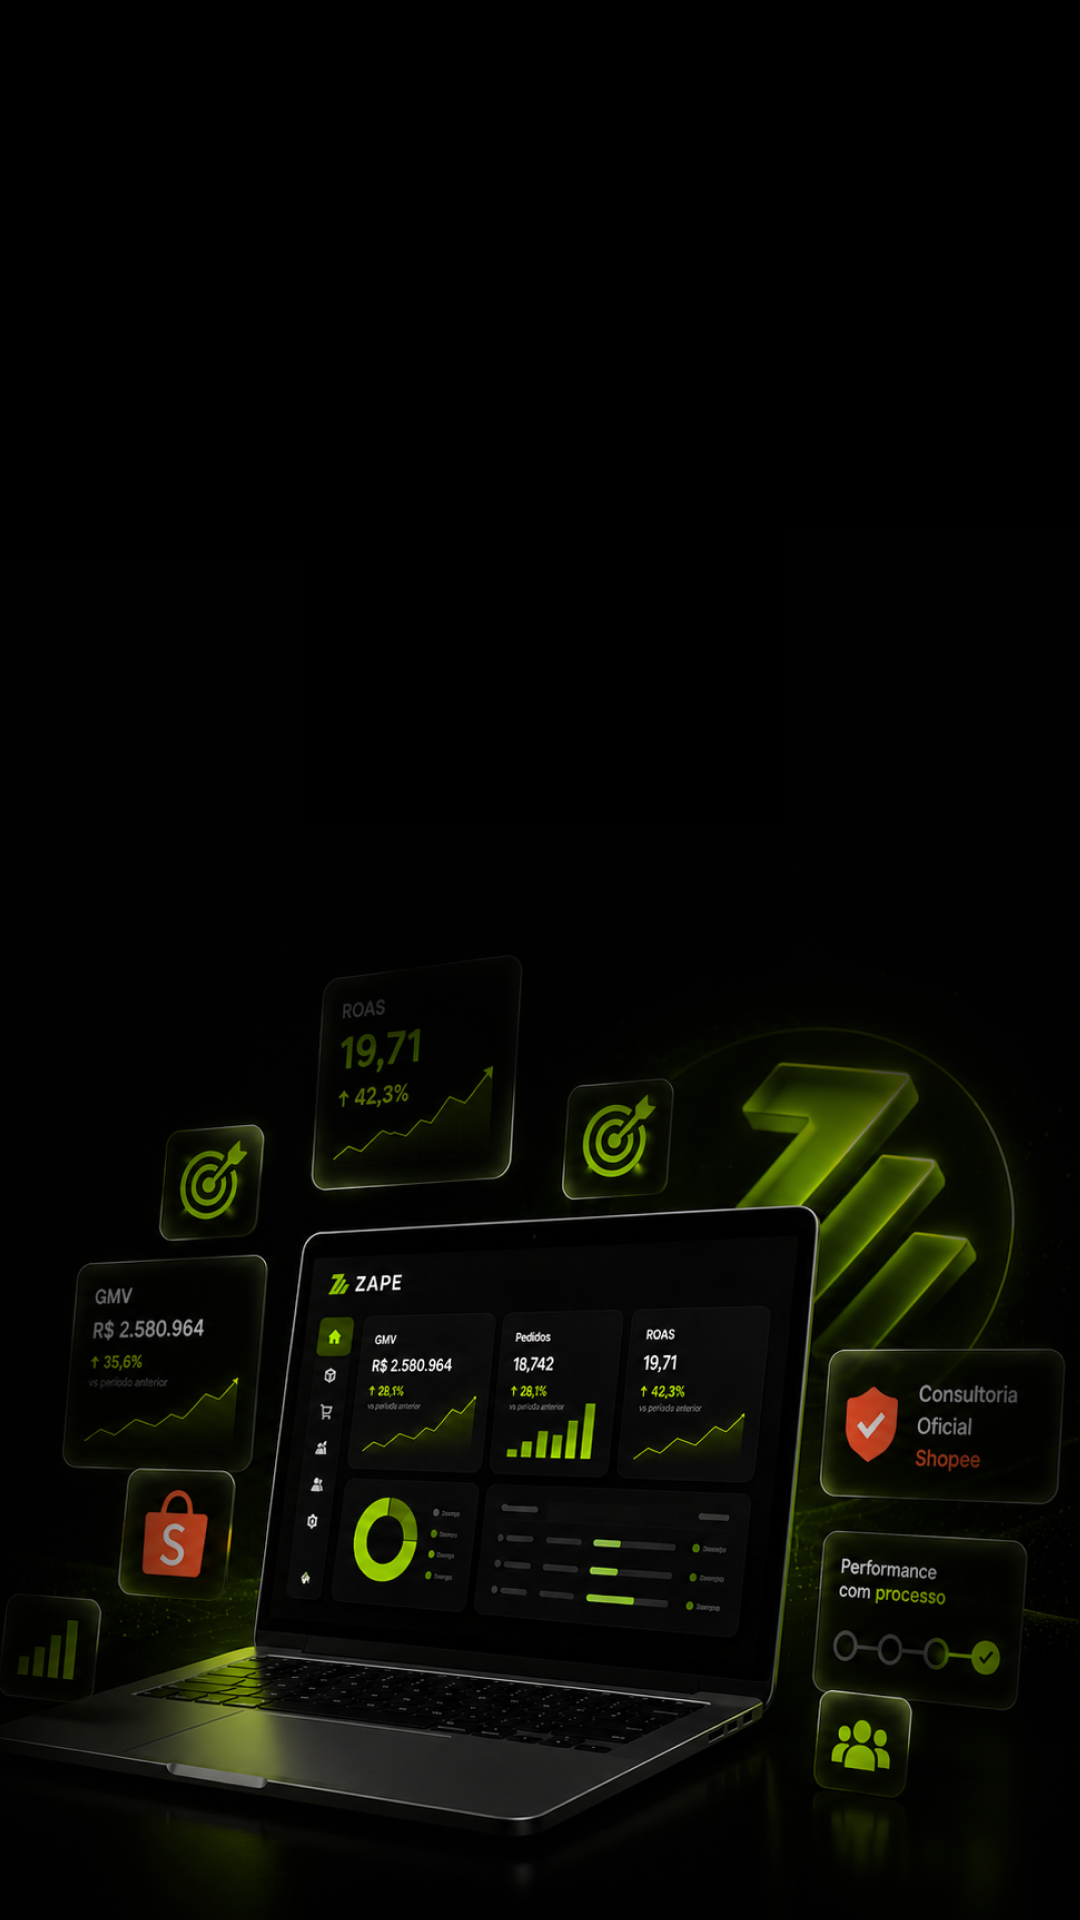 ROAS
19,71
↑ 42,3%
GMV
R$ 2.580.964
↑ 35,6%
vs período anterior
S
ZAPE
GMV
R$ 2.580.964
↑ 28,1%
vs período anterior
Pedidos
18,742
↑ 28,1%
vs período anterior
ROAS
19,71
↑ 42,3%
vs período anterior
Consultoria
Oficial
Shopee
Performance
com processo